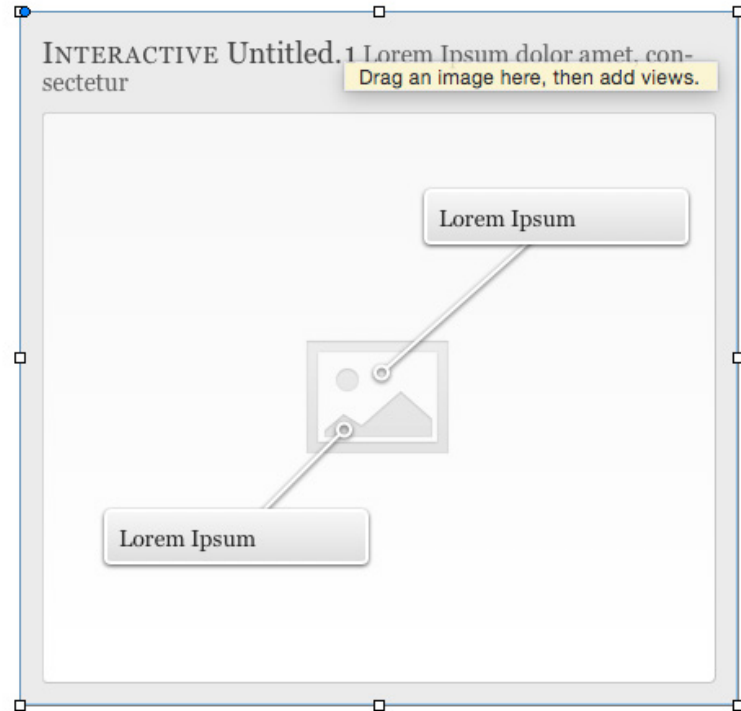 INTERACTIVE Untitled.1 Lorem Ipsum dolor amet, con-
sectetur
Drag an image here, then add views.
Lorem Ipsum
Lorem Ipsum